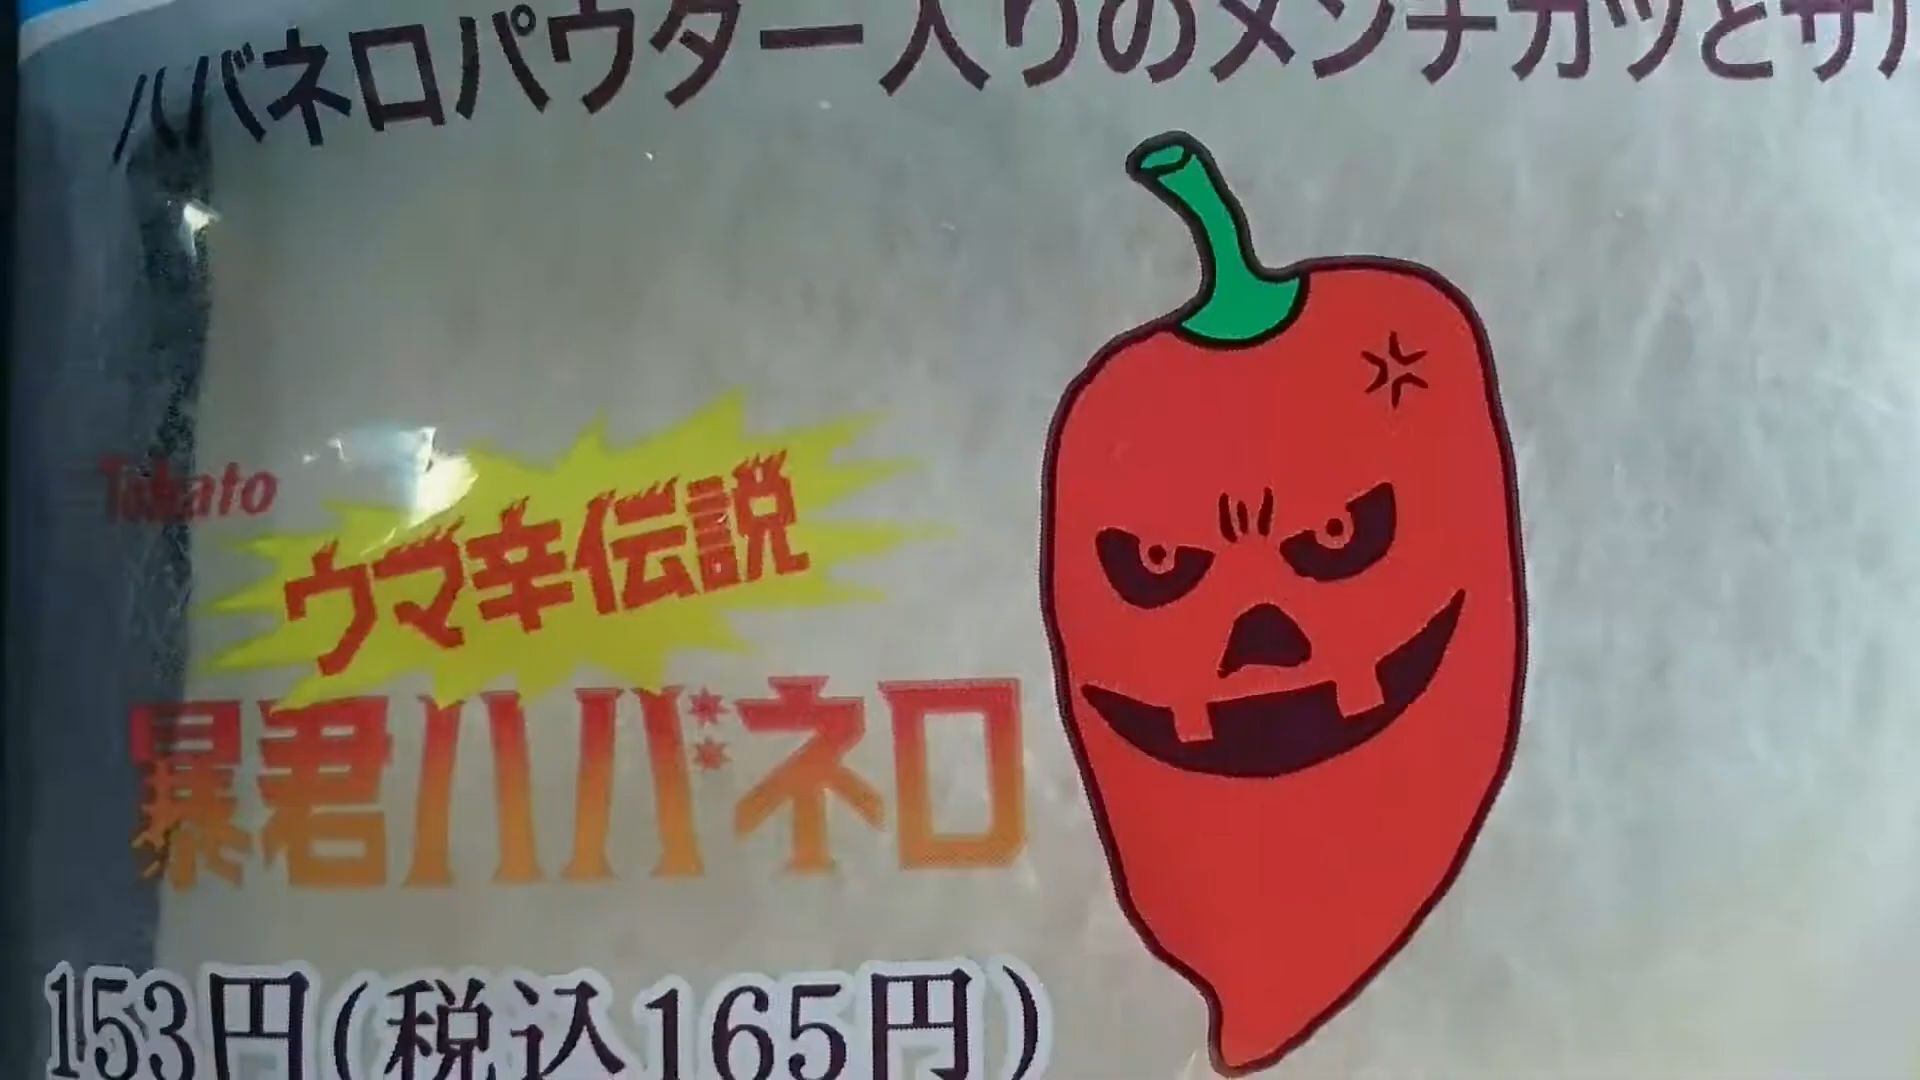 ハバネロパウダー入りのメンチカツとサ
Tohato
ウマ辛伝説
暴君ハバネロ
153円(税込165円)